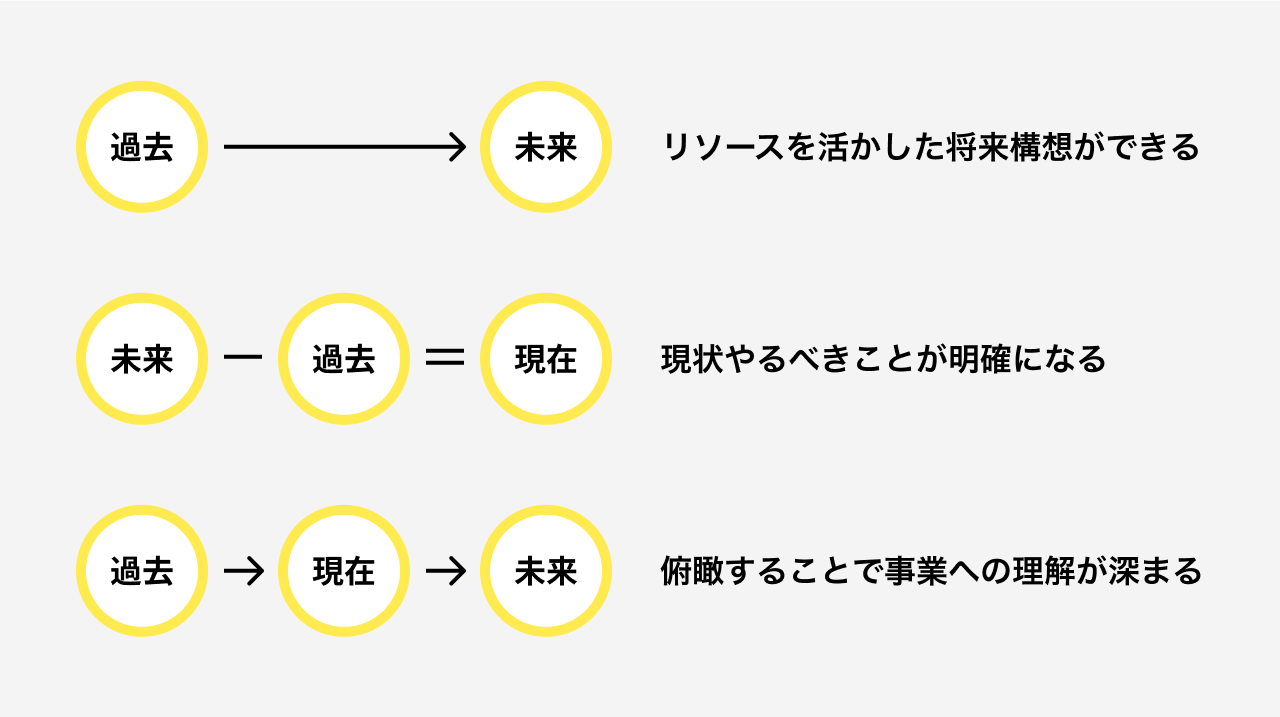 過去 → 未来 リソースを活かした将来構想ができる
未来 − 過去 = 現在 現状やるべきことが明確になる
過去 → 現在 → 未来 俯瞰することで事業への理解が深まる